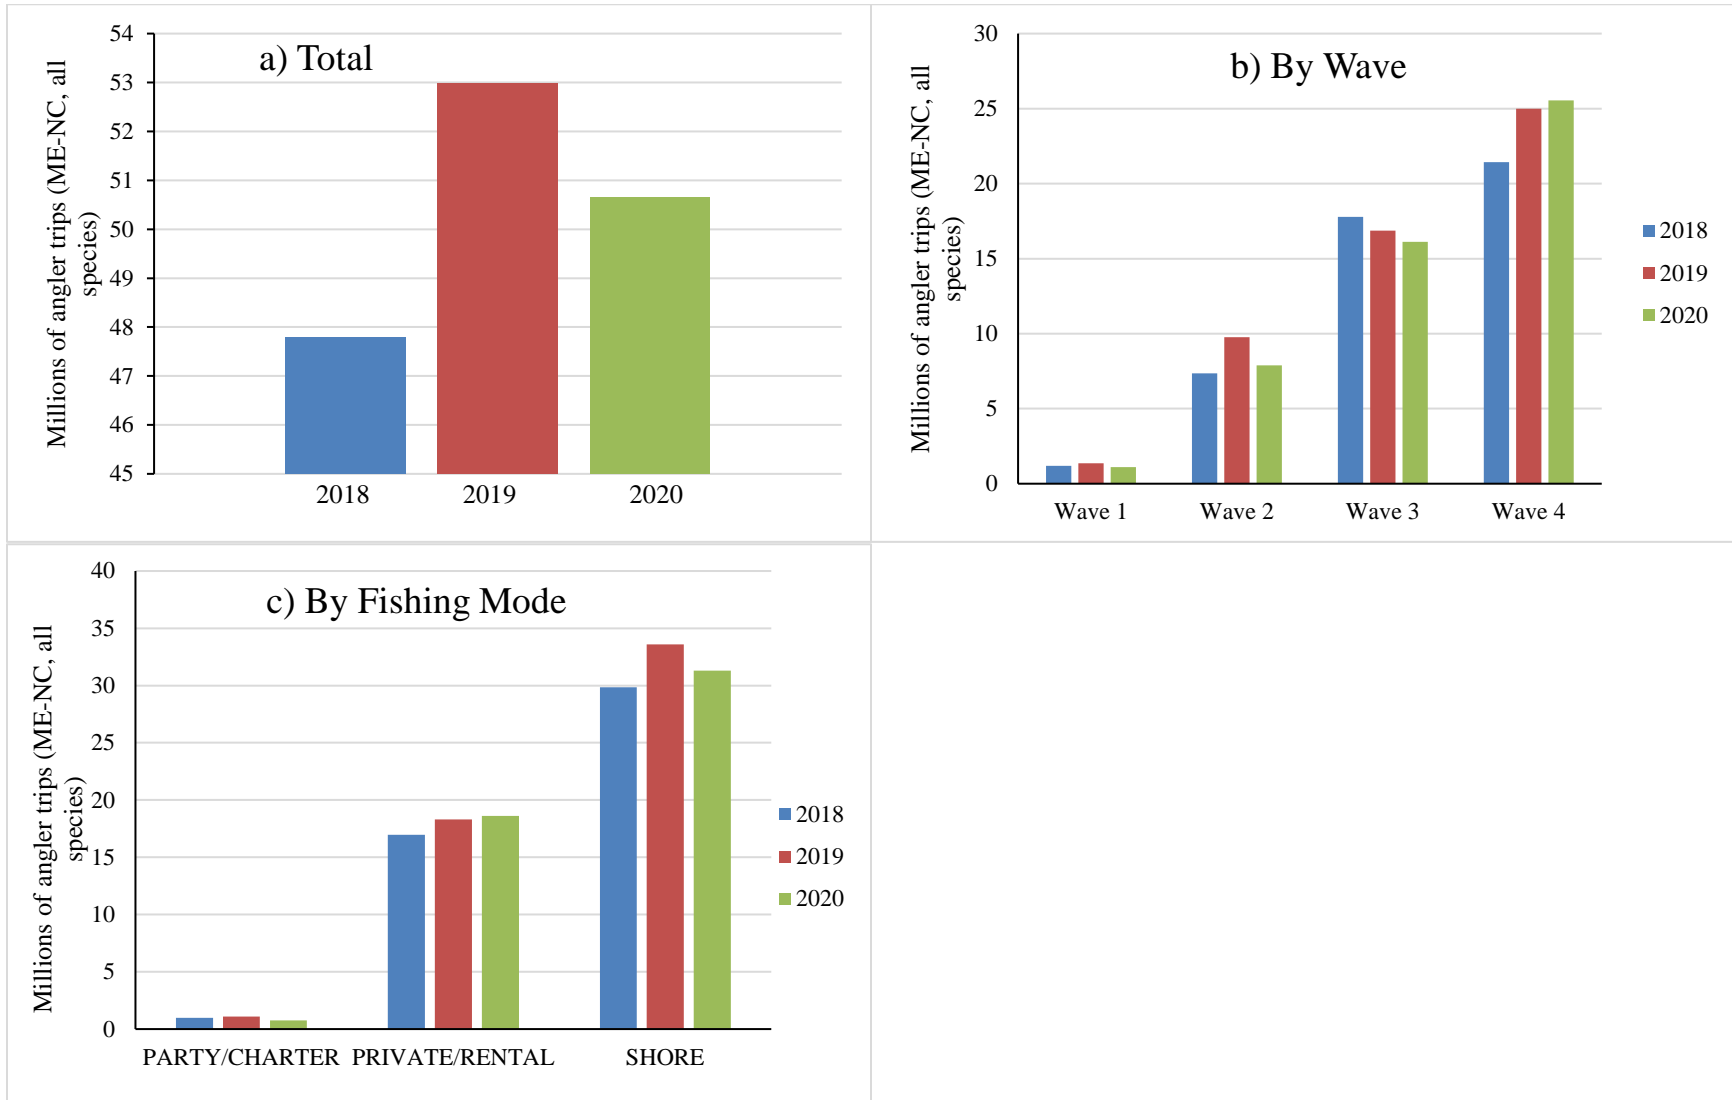 a) Total
Millions of angler trips (ME-NC, all
species)
54
53
52
51
50
49
48
47
46
45
2018
2019
2020
b) By Wave
Millions of angler trips (ME-NC, all
species)
30
25
20
15
10
5
0
Wave 1
Wave 2
Wave 3
Wave 4
2018
2019
2020
c) By Fishing Mode
Millions of angler trips (ME-NC, all
species)
40
35
30
25
20
15
10
5
0
PARTY/CHARTER
PRIVATE/RENTAL
SHORE
2018
2019
2020